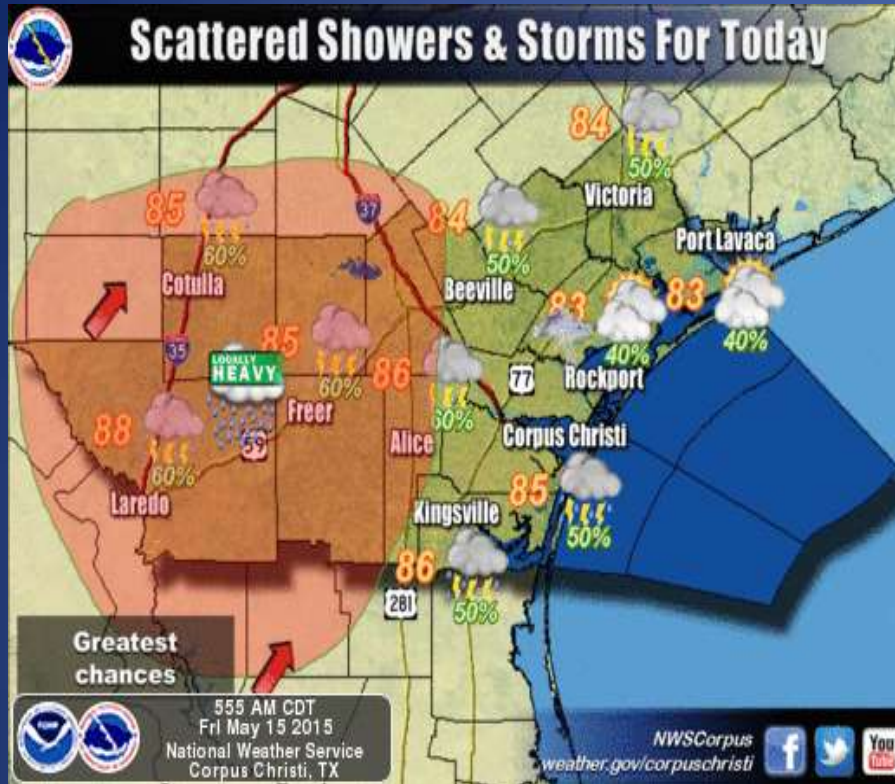 Scattered Showers & Storms For Today
84
50%
Victoria
85
60%
Cotulla
37
84
50%
Beeville
Port Lavaca
83
40%
83
40%
Rockport
35
LOCALLY
HEAVY
85
60%
Freer
86
60%
Alice
77
88
60%
Laredo
59
Corpus Christi
85
50%
Kingsville
86
50%
281
Greatest
chances
555 AM CDT
Fri May 15 2015
National Weather Service
Corpus Christi, TX
NWSCorpus
weather.gov/corpuschristi
f
You
Tube